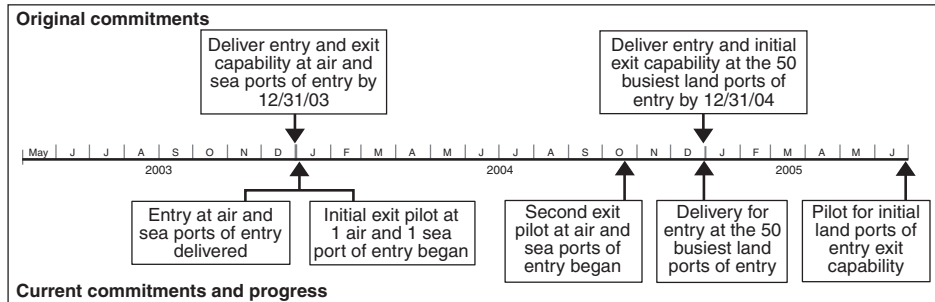 Original commitments
Deliver entry and exit
capability at air and
sea ports of entry by
12/31/03
Deliver entry and initial
exit capability at the 50
busiest land ports of
entry by 12/31/04
May J J A S O N D J F M A M J J A S O N D J F M A M J
2003 2004 2005
Entry at air and
sea ports of entry
delivered
Initial exit pilot at
1 air and 1 sea
port of entry began
Second exit
pilot at air and
sea ports of
entry began
Delivery for
entry at the 50
busiest land
ports of entry
Pilot for initial
land ports of
entry exit
capability
Current commitments and progress